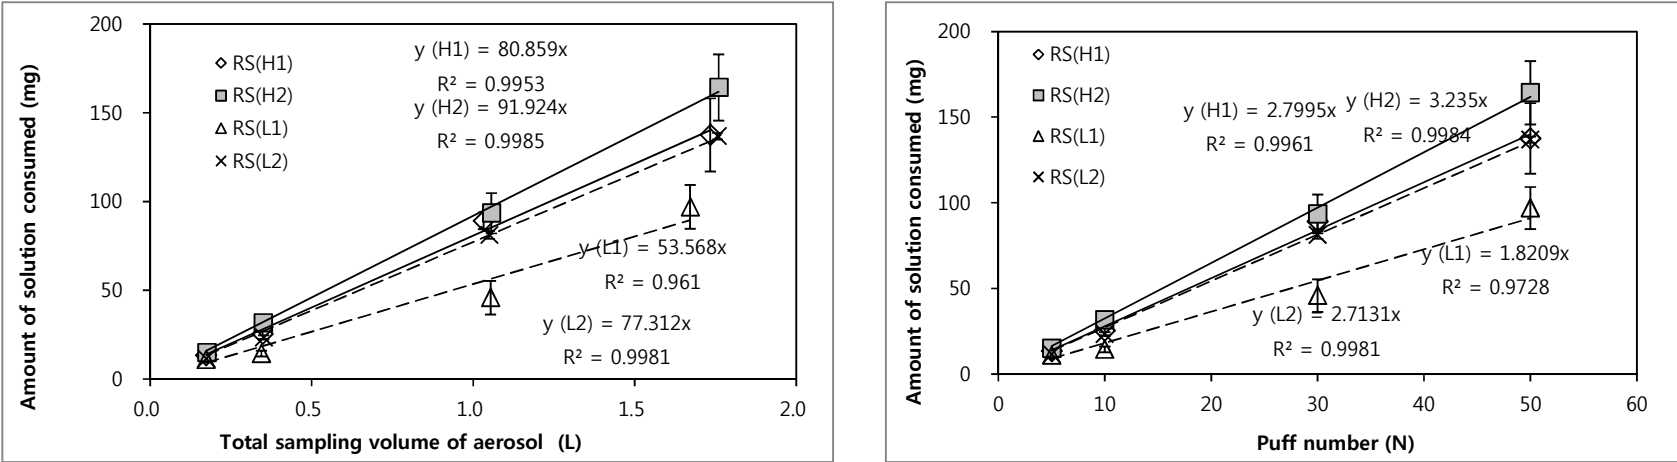 200
150
100
50
0
0.0
0.5
1.0
1.5
2.0
Amount of solution consumed (mg)
Total sampling volume of aerosol (L)
RS(H1)
RS(H2)
RS(L1)
RS(L2)
y (H1) = 80.859x
R² = 0.9953
y (H2) = 91.924x
R² = 0.9985
y (L1) = 53.568x
R² = 0.961
y (L2) = 77.312x
R² = 0.9981
200
150
100
50
0
0
10
20
30
40
50
60
Amount of solution consumed (mg)
Puff number (N)
RS(H1)
RS(H2)
RS(L1)
RS(L2)
y (H1) = 2.7995x
R² = 0.9961
y (H2) = 3.235x
R² = 0.9984
y (L1) = 1.8209x
R² = 0.9728
y (L2) = 2.7131x
R² = 0.9981